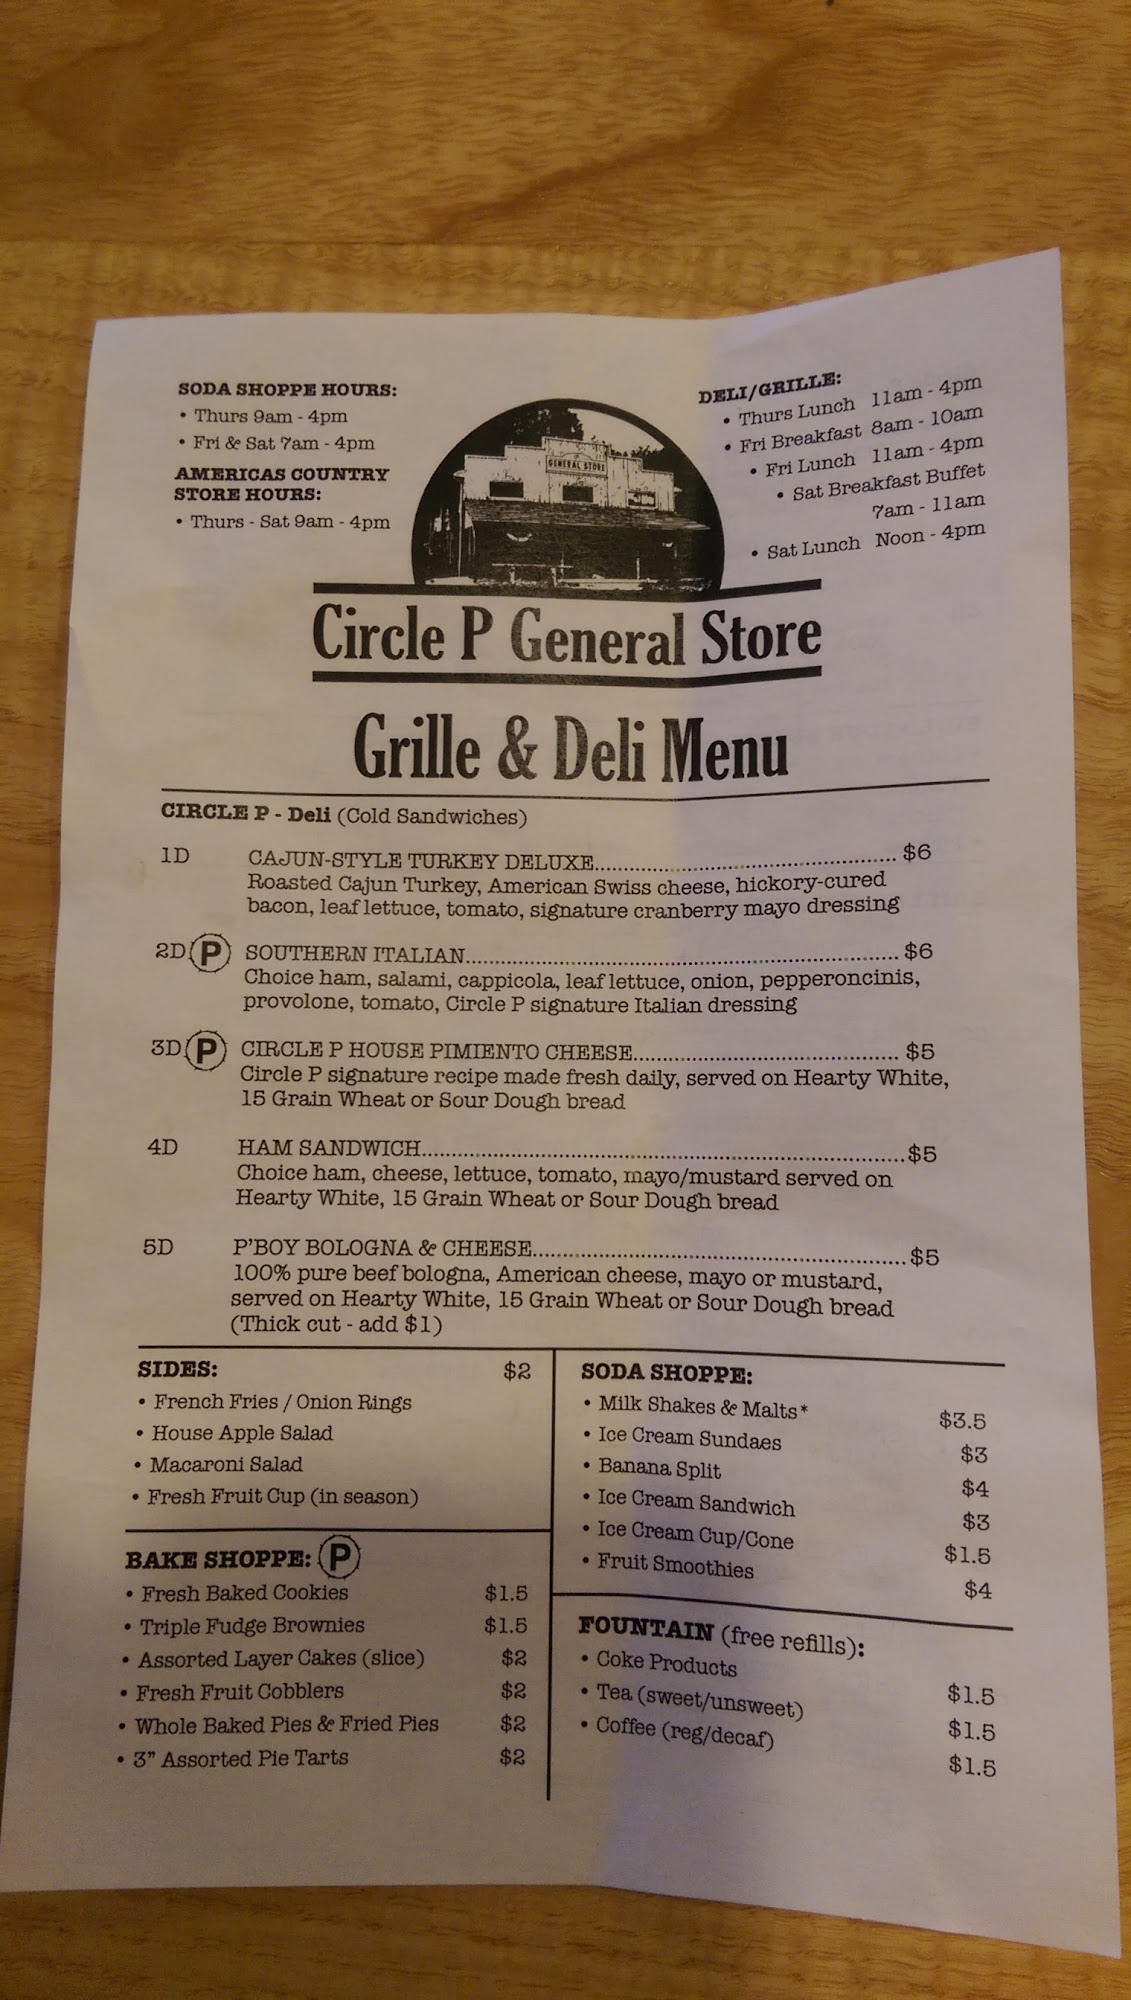 SODA SHOPPE HOURS:
• Thurs 9am - 4pm
• Fri & Sat 7am - 4pm
AMERICAS COUNTRY
STORE HOURS:
• Thurs - Sat 9am - 4pm
DELI/GRILLE:
• Thurs Lunch 11am - 4pm
• Fri Breakfast 8am - 10am
• Fri Lunch 11am - 4pm
• Sat Breakfast Buffet
7am - 11am
• Sat Lunch Noon - 4pm
GENERAL STORE
Circle P General Store
Grille & Deli Menu
CIRCLE P - Deli (Cold Sandwiches)
1D CAJUN-STYLE TURKEY DELUXE.................................................. $6
Roasted Cajun Turkey, American Swiss cheese, hickory-cured
bacon, leaf lettuce, tomato, signature cranberry mayo dressing
2D P SOUTHERN ITALIAN........................................................................ $6
Choice ham, salami, cappicola, leaf lettuce, onion, pepperoncinis,
provolone, tomato, Circle P signature Italian dressing
3D P CIRCLE P HOUSE PIMIENTO CHEESE............................................ $5
Circle P signature recipe made fresh daily, served on Hearty White,
15 Grain Wheat or Sour Dough bread
4D HAM SANDWICH.................................................................................$5
Choice ham, cheese, lettuce, tomato, mayo/mustard served on
Hearty White, 15 Grain Wheat or Sour Dough bread
5D P'BOY BOLOGNA & CHEESE...............................................................$5
100% pure beef bologna, American cheese, mayo or mustard,
served on Hearty White, 15 Grain Wheat or Sour Dough bread
(Thick cut - add $1)
SIDES: $2
• French Fries / Onion Rings
• House Apple Salad
• Macaroni Salad
• Fresh Fruit Cup (in season)
BAKE SHOPPE: P
• Fresh Baked Cookies $1.5
• Triple Fudge Brownies $1.5
• Assorted Layer Cakes (slice) $2
• Fresh Fruit Cobblers $2
• Whole Baked Pies & Fried Pies $2
• 3" Assorted Pie Tarts $2
SODA SHOPPE:
• Milk Shakes & Malts* $3.5
• Ice Cream Sundaes $3
• Banana Split $4
• Ice Cream Sandwich $3
• Ice Cream Cup/Cone $1.5
• Fruit Smoothies $4
FOUNTAIN (free refills):
• Coke Products $1.5
• Tea (sweet/unsweet) $1.5
• Coffee (reg/decaf) $1.5